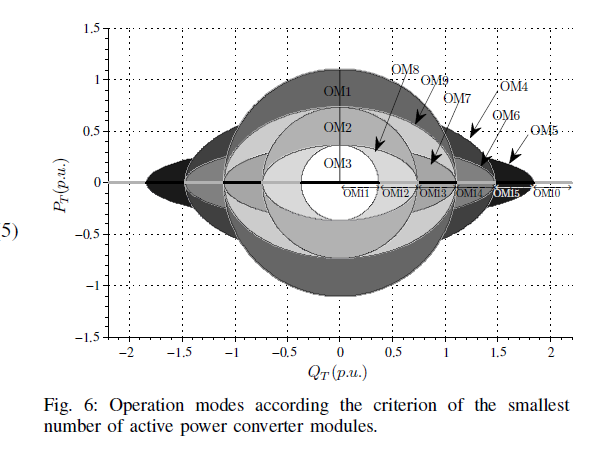 1.5
1
0.5
0
−0.5
−1
−1.5
P_T(p.u.)
5)
OM1
OM2
OM3
OM8
OM9
OM7
OM4
OM6
OM5
OM11
OM12
OM13
OM14
OM15
OM10
−2
−1.5
−1
−0.5
0
0.5
1
1.5
2
Q_T(p.u.)
Fig. 6: Operation modes according the criterion of the smallest
number of active power converter modules.